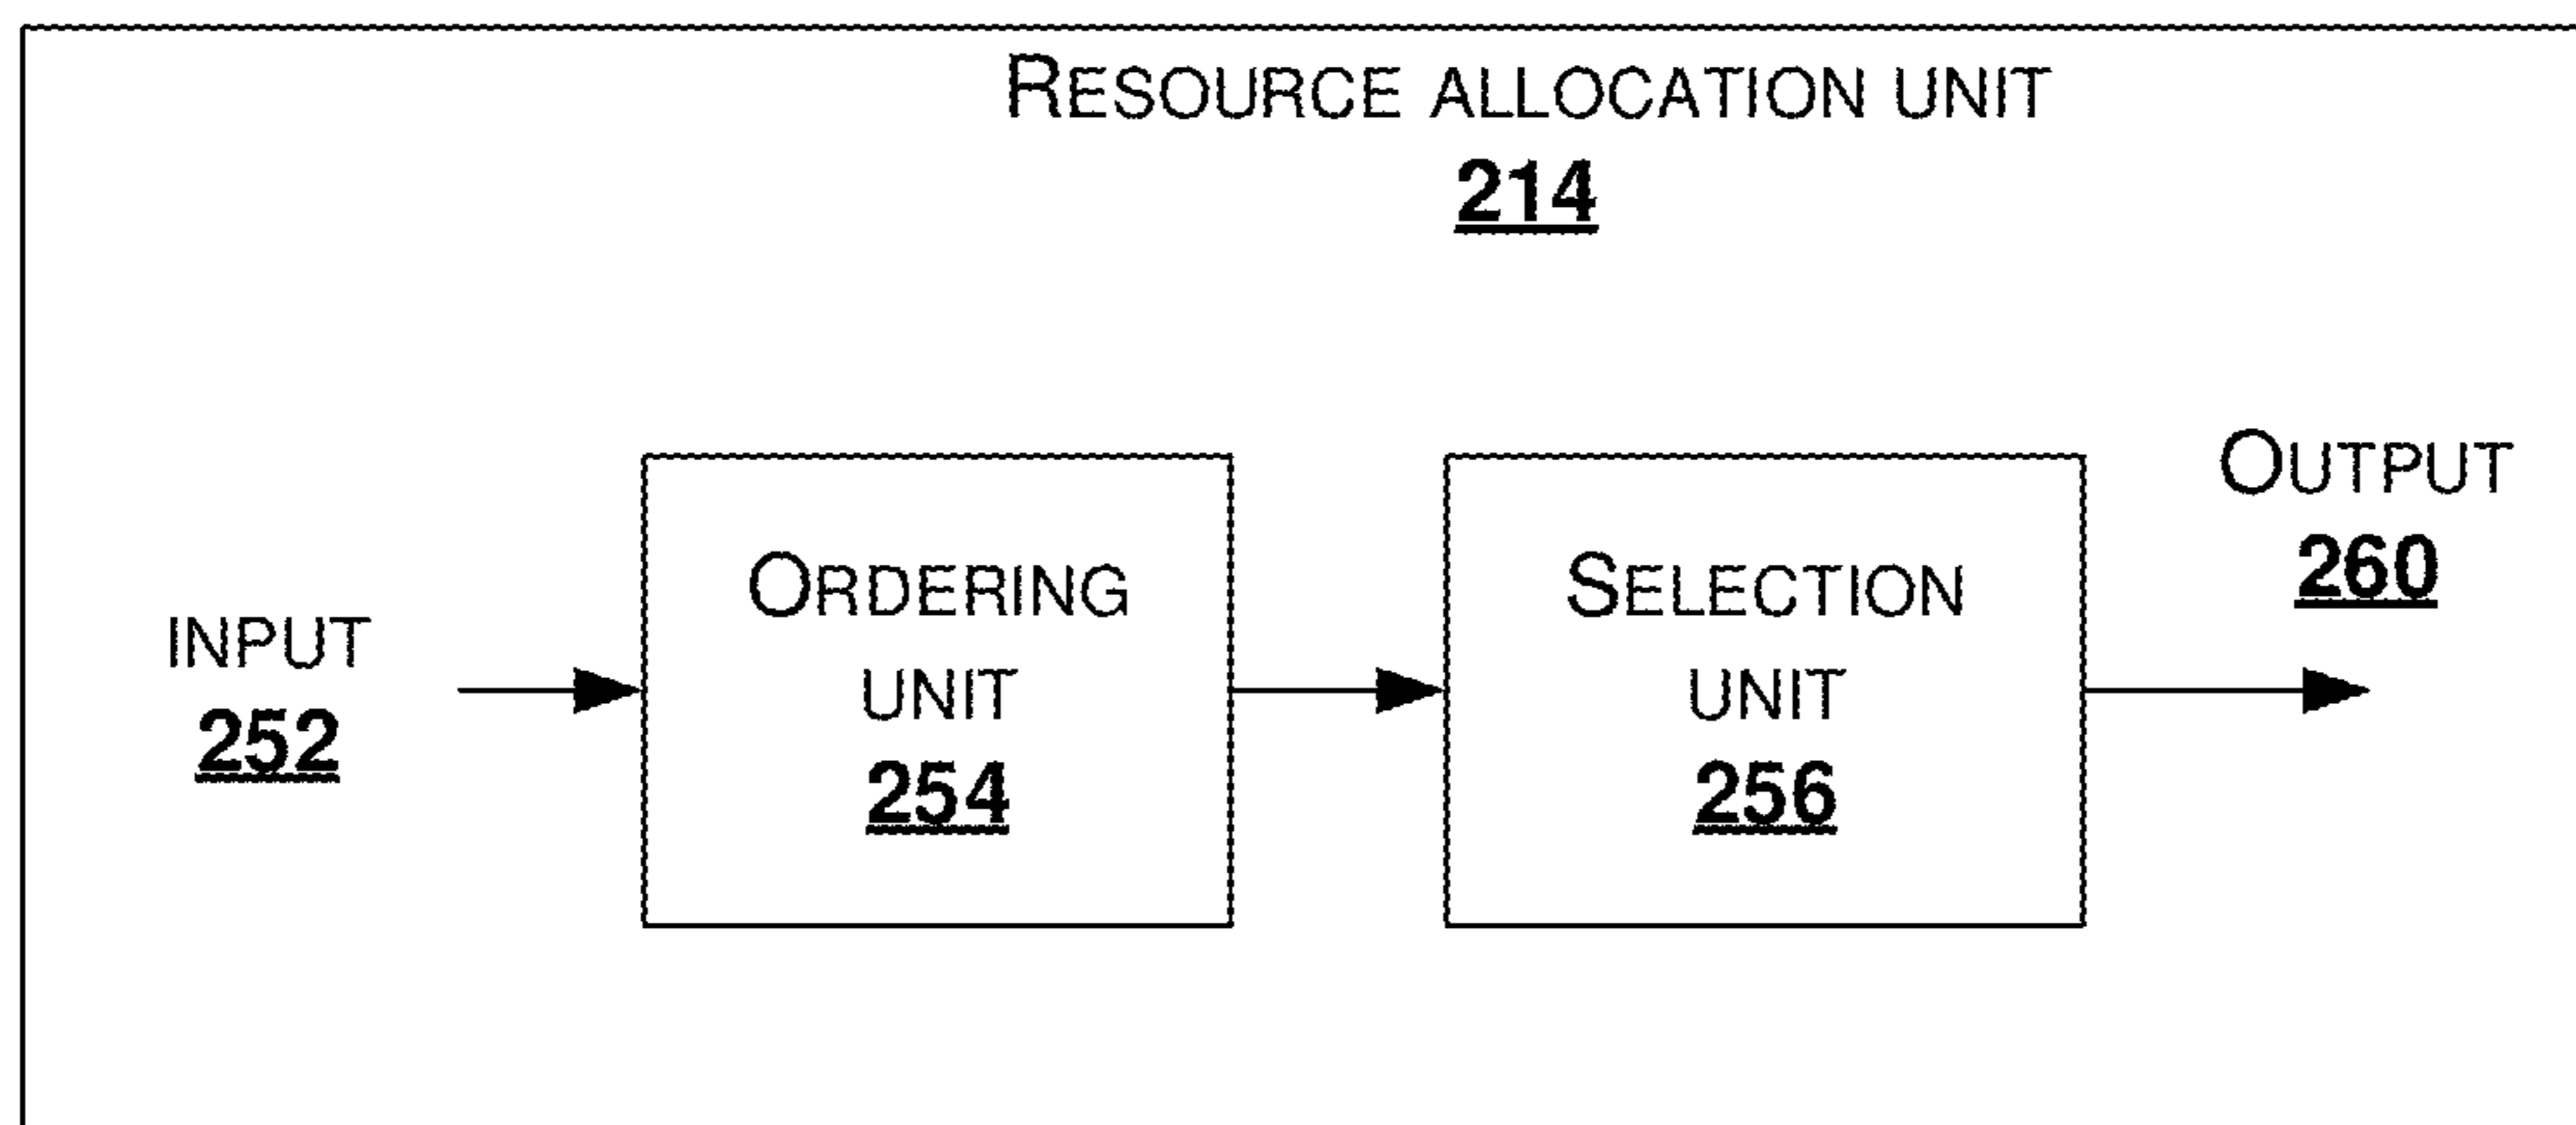 RESOURCE ALLOCATION UNIT
214
INPUT
252
ORDERING
UNIT
254
SELECTION
UNIT
256
OUTPUT
260